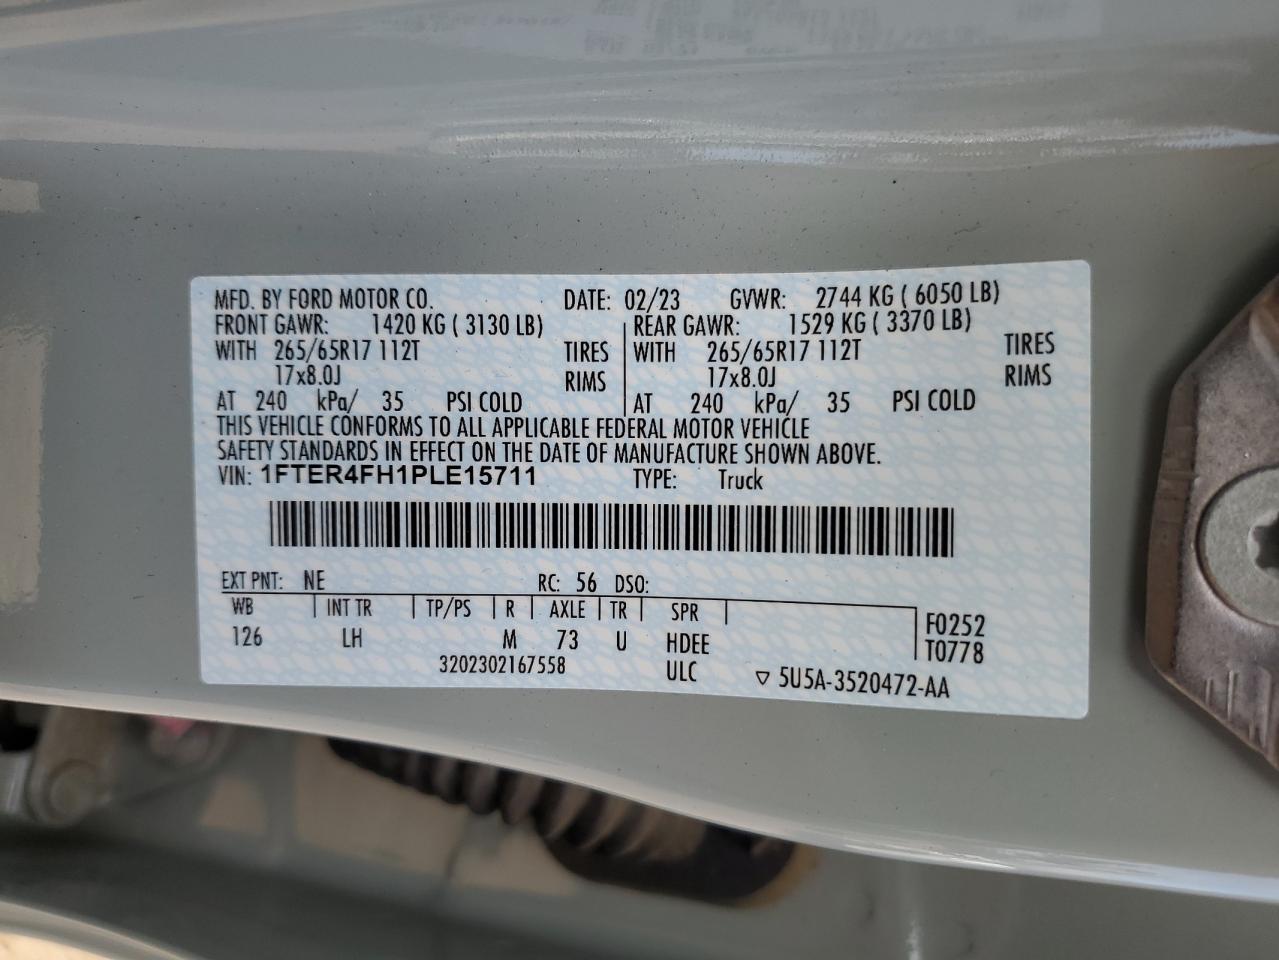 MFD. BY FORD MOTOR CO. DATE: 02/23 GVWR: 2744 KG ( 6050 LB)
FRONT GAWR: 1420 KG ( 3130 LB) REAR GAWR: 1529 KG ( 3370 LB)
WITH 265/65R17 112T TIRES WITH 265/65R17 112T TIRES
17x8.0J RIMS 17x8.0J RIMS
AT 240 kPa/ 35 PSI COLD AT 240 kPa/ 35 PSI COLD
THIS VEHICLE CONFORMS TO ALL APPLICABLE FEDERAL MOTOR VEHICLE
SAFETY STANDARDS IN EFFECT ON THE DATE OF MANUFACTURE SHOWN ABOVE.
VIN: 1FTER4FH1PLE15711 TYPE: Truck
EXT PNT: NE RC: 56 DSO:
WB INT TR TP/PS R AXLE TR SPR F0252
126 LH M 73 U HDEE T0778
3202302167558 ULC ▽ 5U5A-3520472-AA